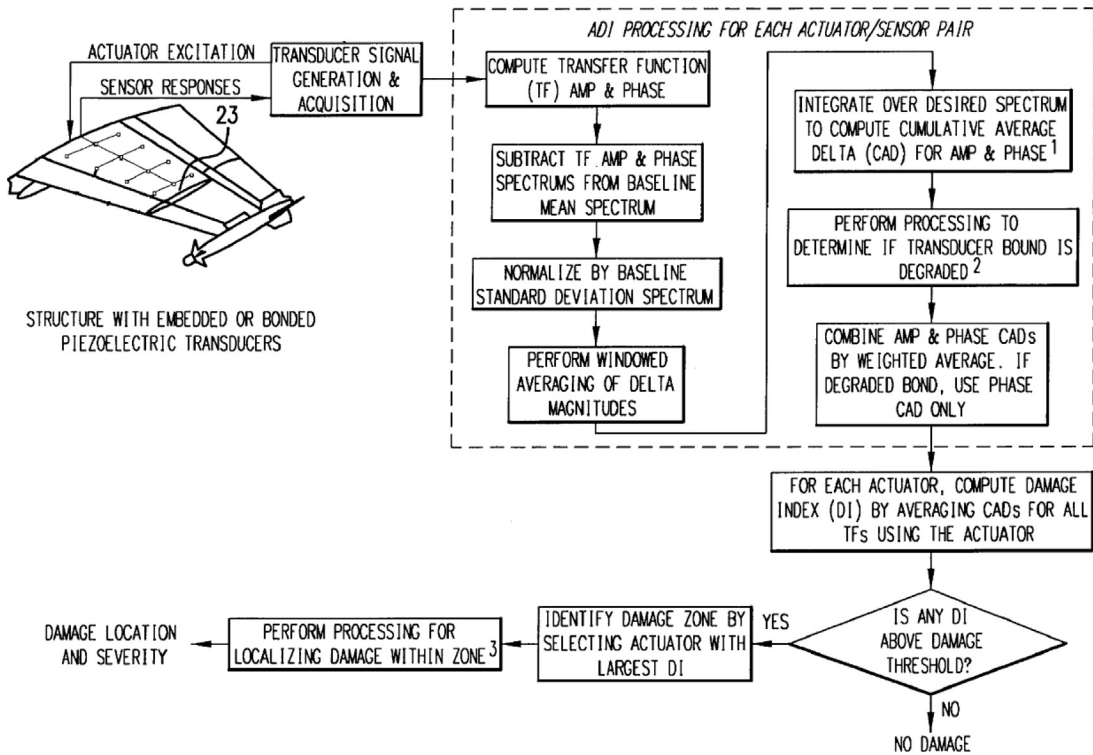 ADI PROCESSING FOR EACH ACTUATOR/SENSOR PAIR
ACTUATOR EXCITATION
SENSOR RESPONSES
TRANSDUCER SIGNAL
GENERATION &
ACQUISITION
23
STRUCTURE WITH EMBEDDED OR BONDED
PIEZOELECTRIC TRANSDUCERS
COMPUTE TRANSFER FUNCTION
(TF) AMP & PHASE
SUBTRACT TF AMP & PHASE
SPECTRUMS FROM BASELINE
MEAN SPECTRUM
NORMALIZE BY BASELINE
STANDARD DEVIATION SPECTRUM
PERFORM WINDOWED
AVERAGING OF DELTA
MAGNITUDES
INTEGRATE OVER DESIRED SPECTRUM
TO COMPUTE CUMULATIVE AVERAGE
DELTA (CAD) FOR AMP & PHASE1
PERFORM PROCESSING TO
DETERMINE IF TRANSDUCER BOUND IS
DEGRADED2
COMBINE AMP & PHASE CADs
BY WEIGHTED AVERAGE. IF
DEGRADED BOND, USE PHASE
CAD ONLY
FOR EACH ACTUATOR, COMPUTE DAMAGE
INDEX (DI) BY AVERAGING CADs FOR ALL
TFs USING THE ACTUATOR
IS ANY DI
ABOVE DAMAGE
THRESHOLD?
YES
NO
NO DAMAGE
IDENTIFY DAMAGE ZONE BY
SELECTING ACTUATOR WITH
LARGEST DI
PERFORM PROCESSING FOR
LOCALIZING DAMAGE WITHIN ZONE3
DAMAGE LOCATION
AND SEVERITY